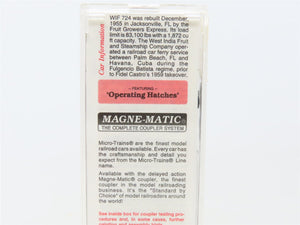 Car Information
WIF 724 was rebuilt December,
1955 in Jacksonville, FL by the
Fruit Growers Express. Its load
limit is 63,100 lbs with a 1,872 cu
ft capacity. The West India Fruit
and Steamship Company oper-
ated a railroad car ferry service
between Palm Beach, FL and
Havana, Cuba during the
Fulgencio Batista regime, prior
to Fidel Castro's 1959 takeover.
— FEATURING —
'Operating Hatches'
MAGNE-MATIC®
THE COMPLETE COUPLER SYSTEM
Micro-Trains® are the finest model
railroad cars available. Every car has
the craftsmanship and detail you
expect from the Micro-Trains® Line
name.
Available with the delayed action
Magne-Matic® coupler, the finest
coupler in the model railroading
business. It's the "Standard by
Choice" of model railroaders around
the world!
See inside box for coupler testing pro-
cedures and, in some cases, further